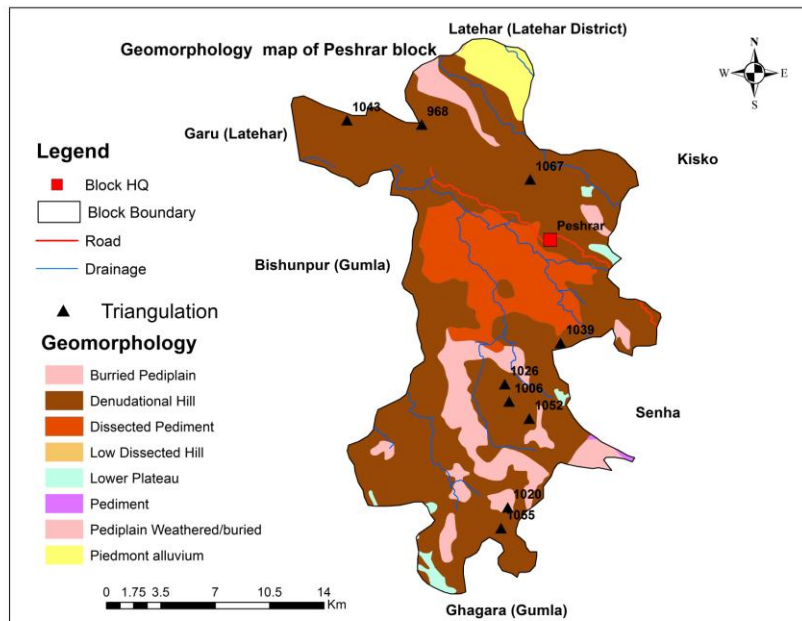 Latehar (Latehar District)
Geomorphology map of Peshrar block
N
W E
S
1043
968
Garu (Latehar)
Kisko
1067
Legend
Block HQ
Block Boundary
Road
Drainage
Triangulation
Peshrar
Bishunpur (Gumla)
1039
Geomorphology
Burried Pediplain
Denudational Hill
Dissected Pediment
Low Dissected Hill
Lower Plateau
Pediment
Pediplain Weathered/buried
Piedmont alluvium
1026
1006
1052
Senha
1020
1055
0 1.75 3.5 7 10.5 14
Km
Ghagara (Gumla)